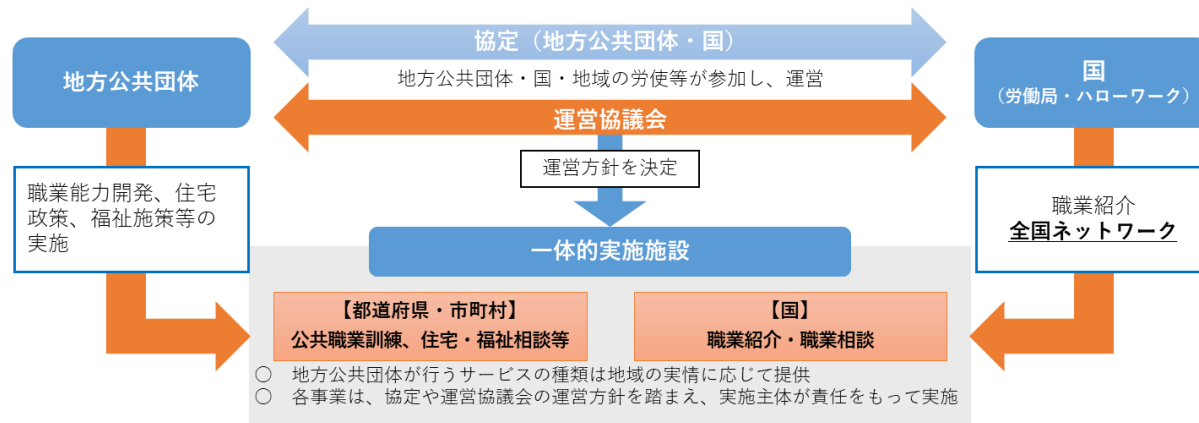 協定（地方公共団体・国）
地方公共団体
国
（労働局・ハローワーク）
地方公共団体・国・地域の労使等が参加し、運営
運営協議会
運営方針を決定
職業能力開発、住宅
政策、福祉施策等の
実施
職業紹介
全国ネットワーク
一体的実施施設
【都道府県・市町村】
公共職業訓練、住宅・福祉相談等
【国】
職業紹介・職業相談
○　地方公共団体が行うサービスの種類は地域の実情に応じて提供
○　各事業は、協定や運営協議会の運営方針を踏まえ、実施主体が責任をもって実施